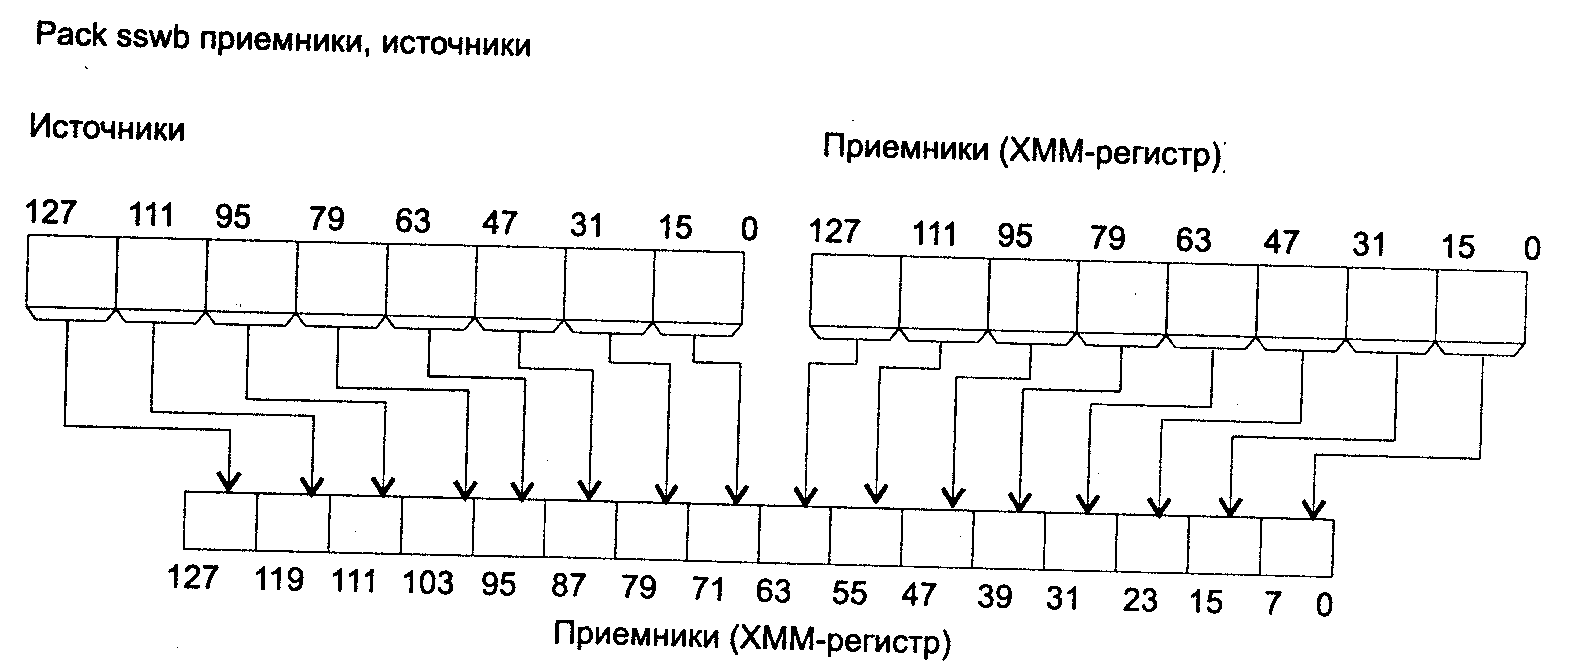 Pack sswb приемники, источники
Источники
Приемники (XMM-регистр)
127 111 95 79 63 47 31 15 0
127 111 95 79 63 47 31 15 0
127 119 111 103 95 87 79 71 63 55 47 39 31 23 15 7 0
Приемники (XMM-регистр)